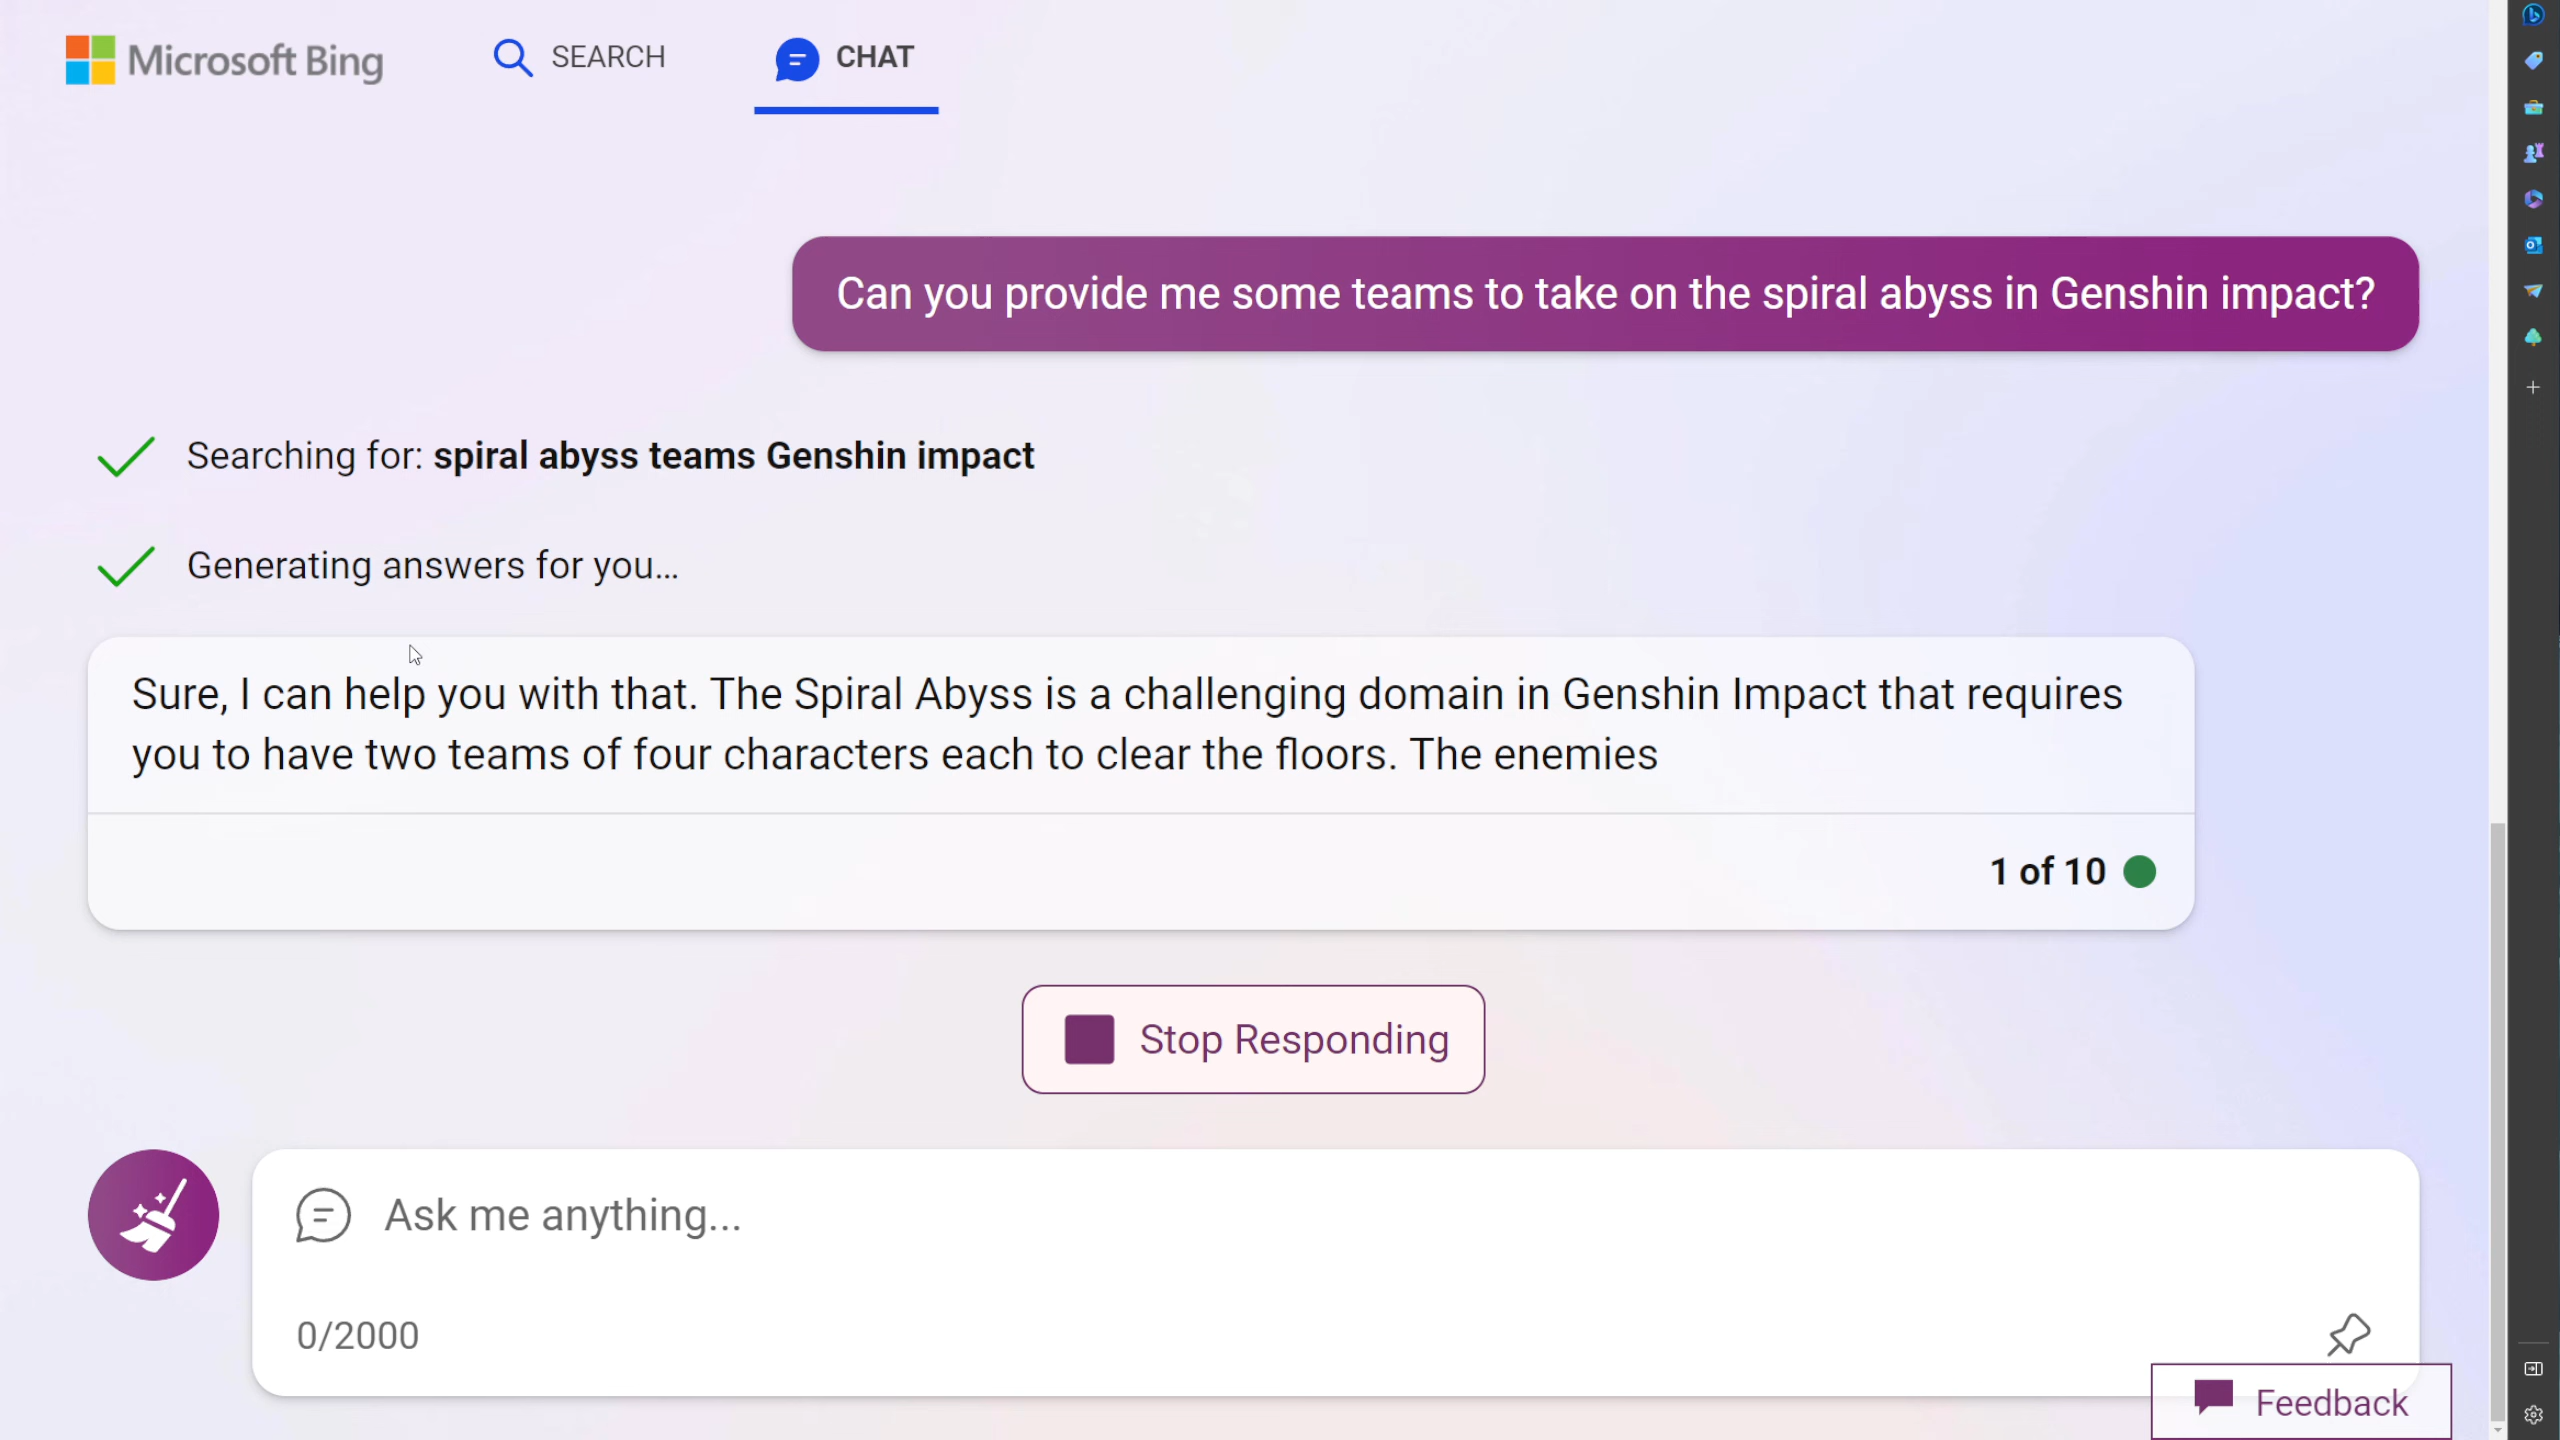 Microsoft Bing
SEARCH
CHAT
Can you provide me some teams to take on the spiral abyss in Genshin impact?
Searching for: spiral abyss teams Genshin impact
Generating answers for you...
Sure, I can help you with that. The Spiral Abyss is a challenging domain in Genshin Impact that requires
you to have two teams of four characters each to clear the floors. The enemies
1 of 10
Stop Responding
Ask me anything...
0/2000
Feedback